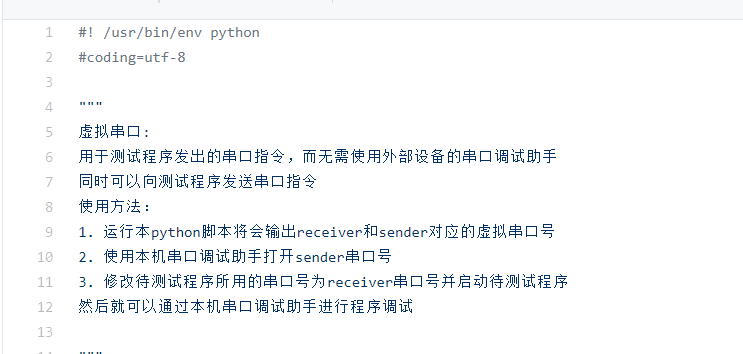 1 #! /usr/bin/env python
2 #coding=utf-8
3
4 """
5 虚拟串口:
6 用于测试程序发出的串口指令，而无需使用外部设备的串口调试助手
7 同时可以向测试程序发送串口指令
8 使用方法：
9 1. 运行本python脚本将会输出receiver和sender对应的虚拟串口号
10 2. 使用本机串口调试助手打开sender串口号
11 3. 修改待测试程序所用的串口号为receiver串口号并启动待测试程序
12 然后就可以通过本机串口调试助手进行程序调试
13
14 """